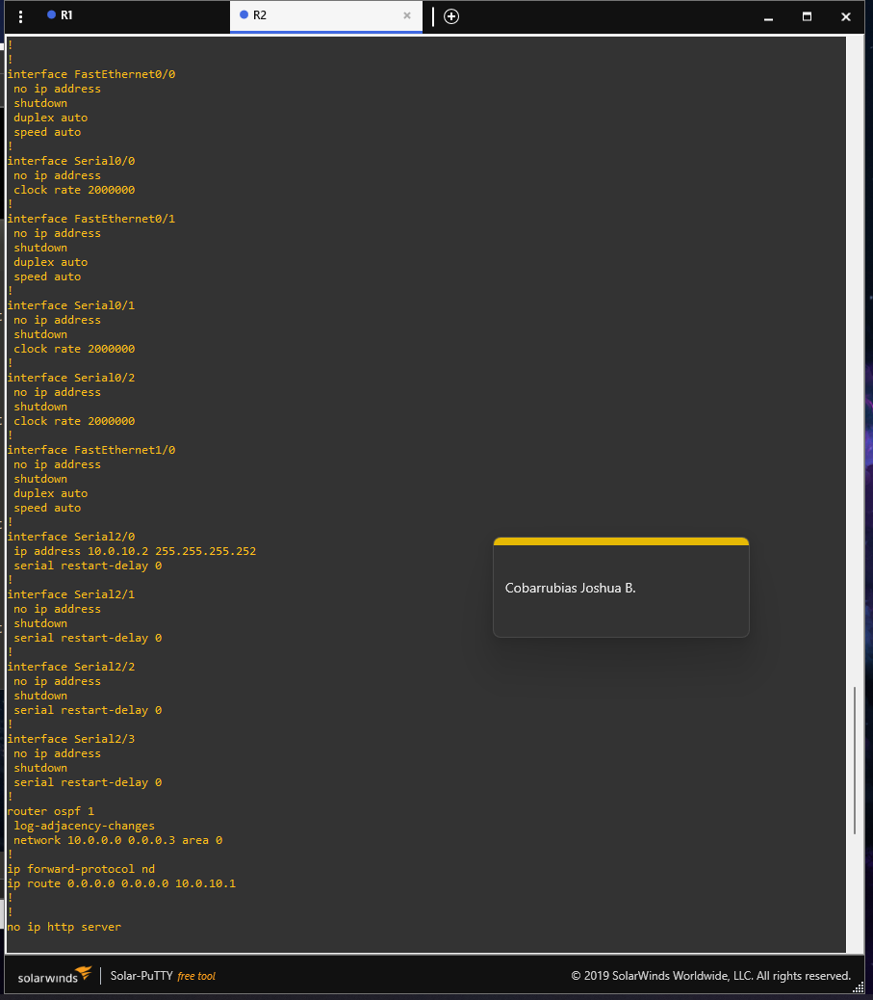 R1
R2
!
!
interface FastEthernet0/0
no ip address
shutdown
duplex auto
speed auto
!
interface Serial0/0
no ip address
clock rate 2000000
!
interface FastEthernet0/1
no ip address
shutdown
duplex auto
speed auto
!
interface Serial0/1
no ip address
shutdown
clock rate 2000000
!
interface Serial0/2
no ip address
shutdown
clock rate 2000000
!
interface FastEthernet1/0
no ip address
shutdown
duplex auto
speed auto
!
interface Serial2/0
ip address 10.0.10.2 255.255.255.252
serial restart-delay 0
!
interface Serial2/1
no ip address
shutdown
serial restart-delay 0
!
interface Serial2/2
no ip address
shutdown
serial restart-delay 0
!
interface Serial2/3
no ip address
shutdown
serial restart-delay 0
!
router ospf 1
log-adjacency-changes
network 10.0.0.0 0.0.0.3 area 0
!
ip forward-protocol nd
ip route 0.0.0.0 0.0.0.0 10.0.10.1
!
!
no ip http server
Cobarrubias Joshua B.
solarwinds
Solar-PuTTY free tool
© 2019 SolarWinds Worldwide, LLC. All rights reserved.